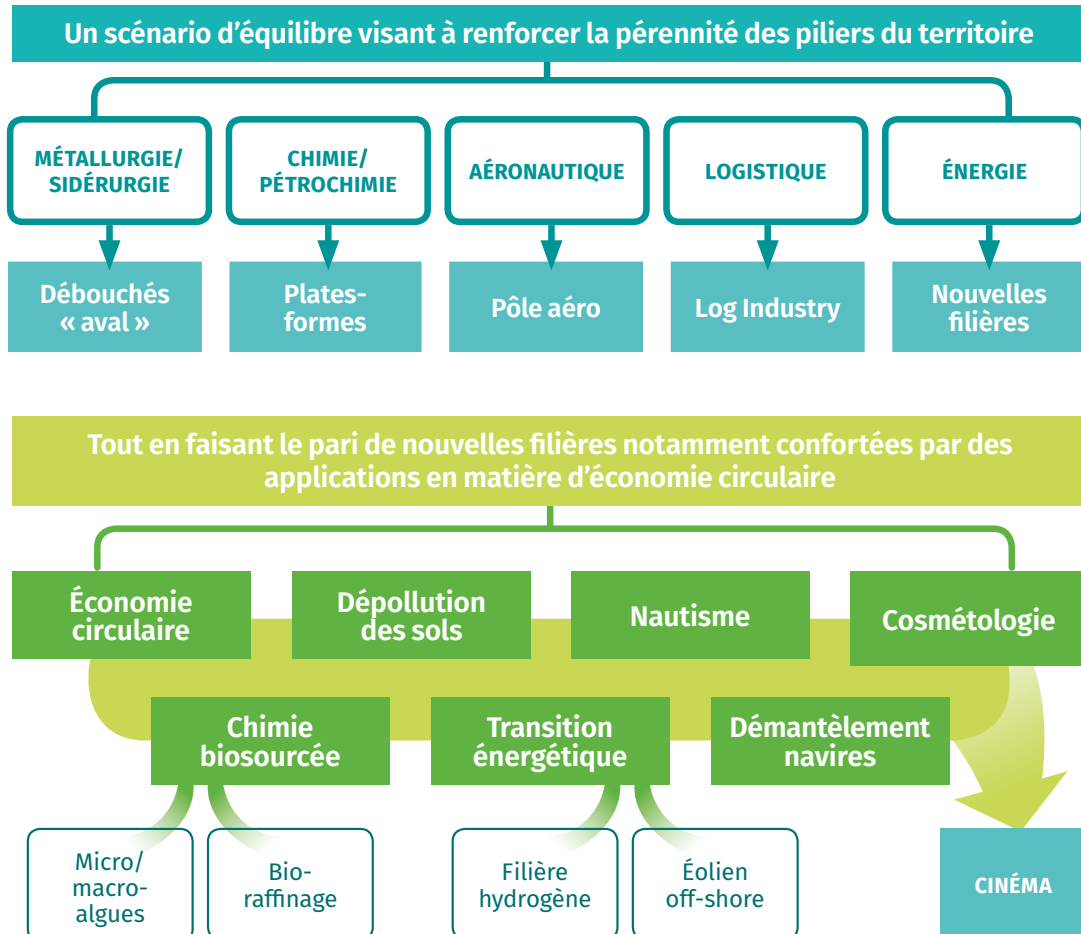 Un scénario d’équilibre visant à renforcer la pérennité des piliers du territoire
MÉTALLURGIE/
SIDÉRURGIE
CHIMIE/
PÉTROCHIMIE
AÉRONAUTIQUE
LOGISTIQUE
ÉNERGIE
Débouchés
« aval »
Plates-
formes
Pôle aéro
Log Industry
Nouvelles
filières
Tout en faisant le pari de nouvelles filières notamment confortées par des
applications en matière d’économie circulaire
Économie
circulaire
Dépollution
des sols
Nautisme
Cosmétologie
Chimie
biosourcée
Transition
énergétique
Démantèlement
navires
Micro/
macro-
algues
Bio-
raffinage
Filière
hydrogène
Éolien
off-shore
CINÉMA